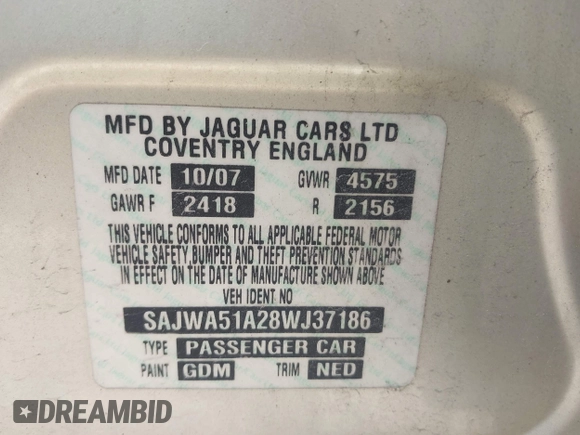 MFD BY JAGUAR CARS LTD
COVENTRY ENGLAND
MFD DATE 10/07 GVWR 4575
GAWR F 2418 R 2156
THIS VEHICLE CONFORMS TO ALL APPLICABLE FEDERAL MOTOR
VEHICLE SAFETY, BUMPER AND THEFT PREVENTION STANDARDS
IN EFFECT ON THE DATE OF MANUFACTURE SHOWN ABOVE
VEH IDENT NO
SAJWA51A28WJ37186
TYPE PASSENGER CAR
PAINT GDM TRIM NED
DREAMBID